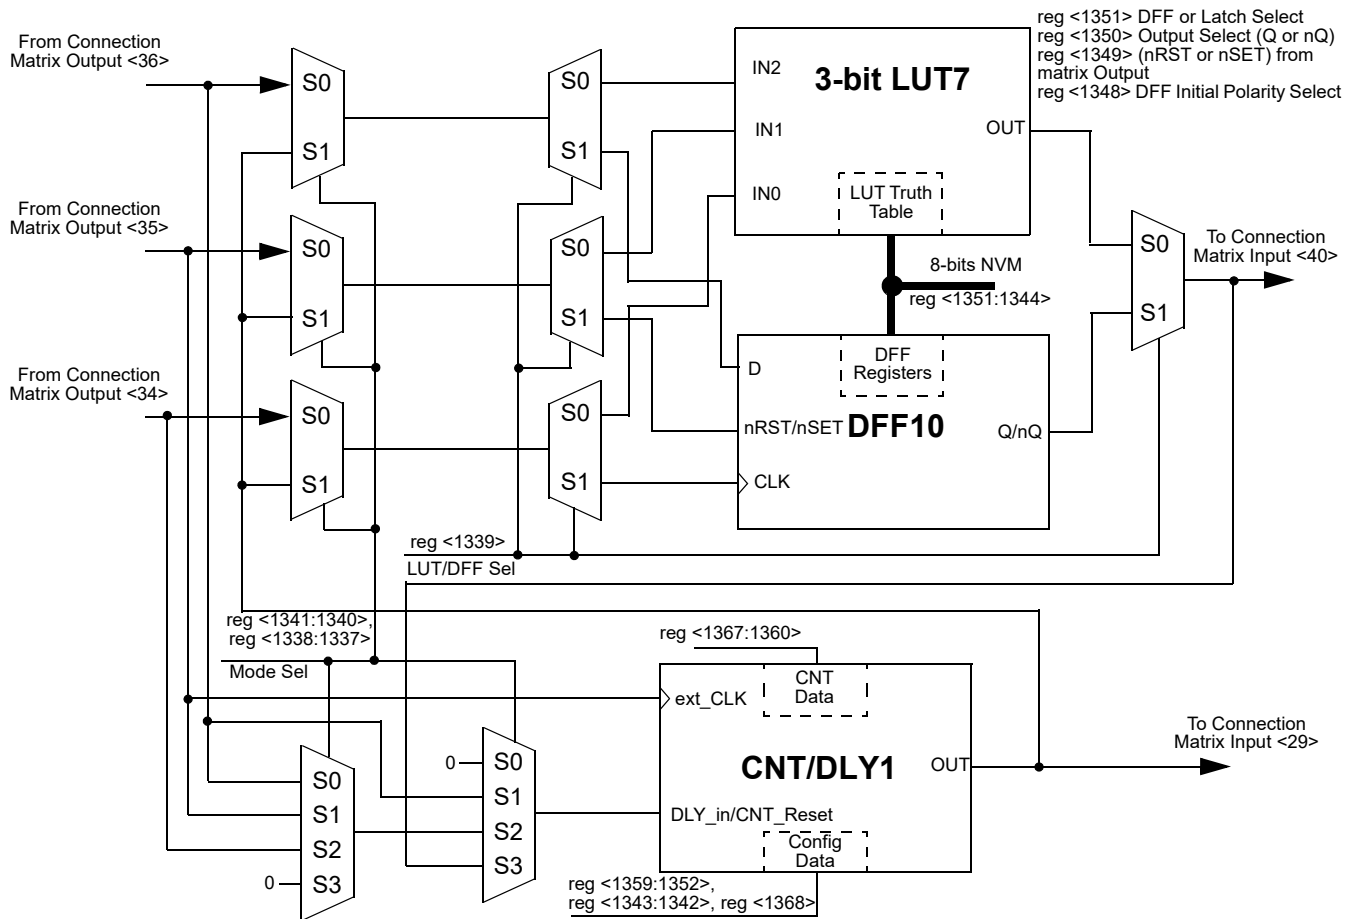 reg <1351> DFF or Latch Select
reg <1350> Output Select (Q or nQ)
reg <1349> (nRST or nSET) from
matrix Output
reg <1348> DFF Initial Polarity Select
From Connection
Matrix Output <36>
S0
S1
S0
S1
IN2
IN1
IN0
3-bit LUT7
OUT
LUT Truth
Table
From Connection
Matrix Output <35>
S0
S1
S0
S1
8-bits NVM
reg <1351:1344>
S0
S1
To Connection
Matrix Input <40>
From Connection
Matrix Output <34>
S0
S1
S0
S1
DFF
Registers
D
nRST/nSET
DFF10
Q/nQ
CLK
reg <1339>
LUT/DFF Sel
reg <1341:1340>,
reg <1338:1337>
Mode Sel
reg <1367:1360>
CNT
Data
ext_CLK
CNT/DLY1
OUT
DLY_in/CNT_Reset
Config
Data
To Connection
Matrix Input <29>
0
S0
S1
S2
S3
S0
S1
S2
0
S3
reg <1359:1352>,
reg <1343:1342>, reg <1368>